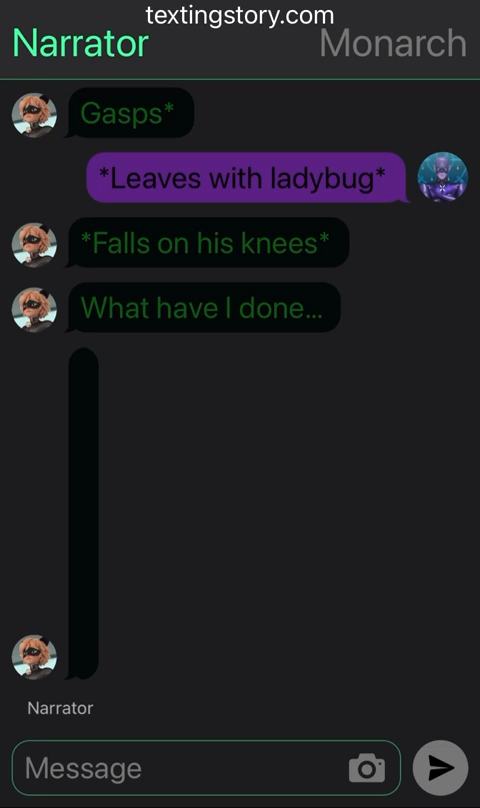 textingstory.com
Narrator Monarch
Gasps*
*Leaves with ladybug*
*Falls on his knees*
What have I done...
Narrator
Message